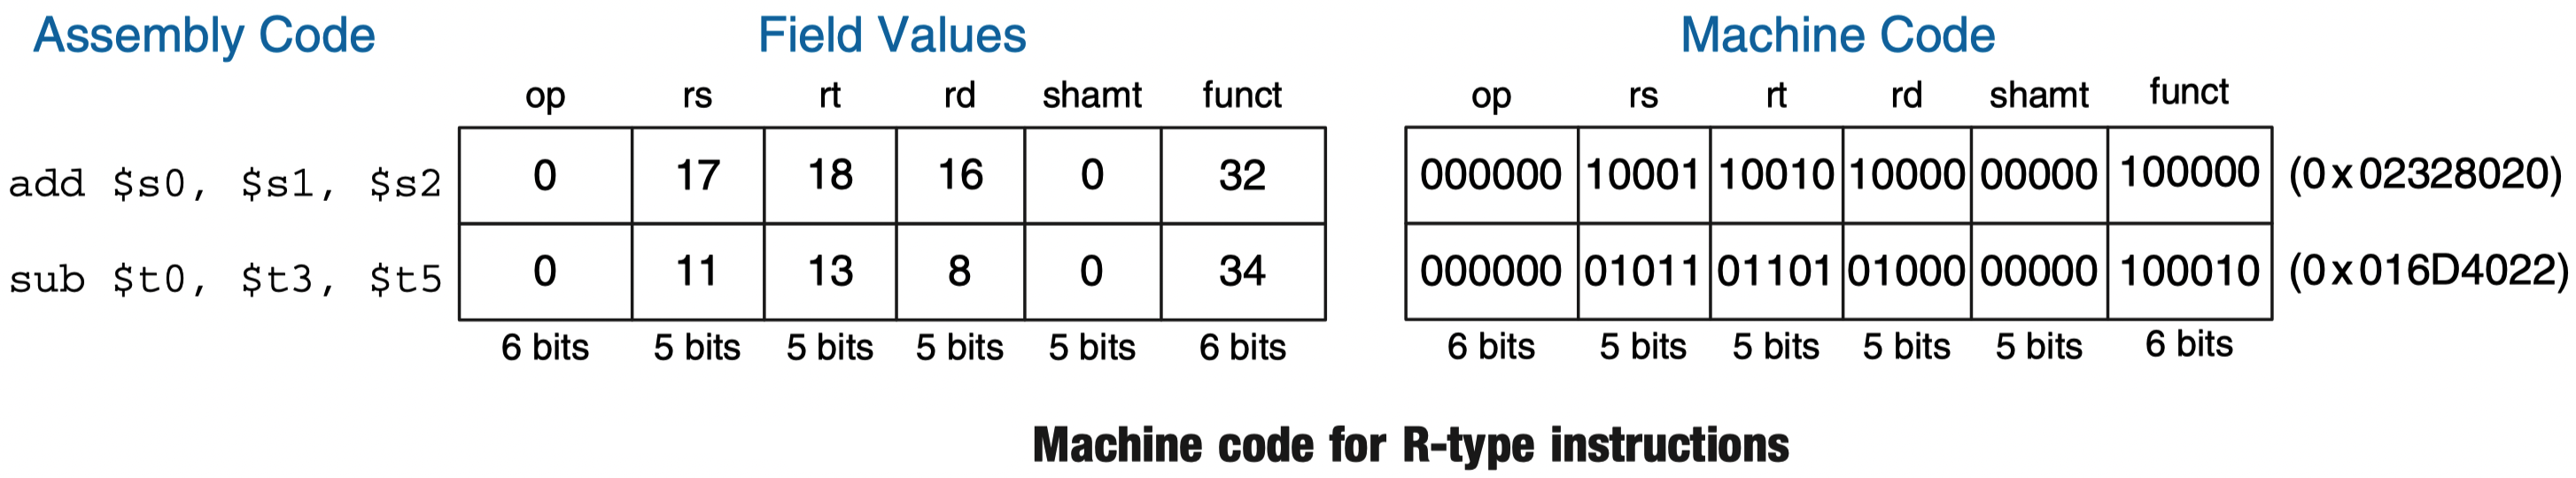 Assembly Code Field Values Machine Code
op rs rt rd shamt funct op rs rt rd shamt funct
add $s0, $s1, $s2 0 17 18 16 0 32 000000 10001 10010 10000 00000 100000 (0x02328020)
sub $t0, $t3, $t5 0 11 13 8 0 34 000000 01011 01101 01000 00000 100010 (0x016D4022)
6 bits 5 bits 5 bits 5 bits 5 bits 6 bits 6 bits 5 bits 5 bits 5 bits 5 bits 6 bits
Machine code for R-type instructions